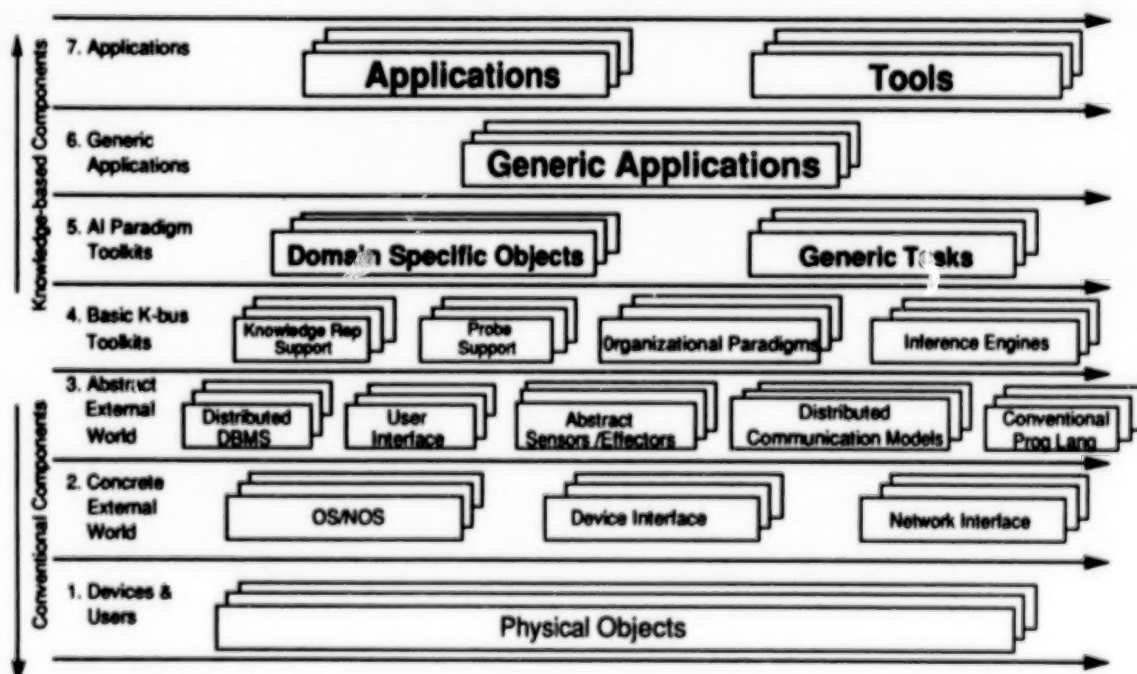 Knowledge-based Components
Conventional Components
7. Applications
Applications
Tools
6. Generic
Applications
Generic Applications
5. AI Paradigm
Toolkits
Domain Specific Objects
Generic Tasks
4. Basic K-bus
Toolkits
Knowledge Rep
Support
Probe
Support
Organizational Paradigms
Inference Engines
3. Abstract
External
World
Distributed
DBMS
User
Interface
Abstract
Sensors /Effectors
Distributed
Communication Models
Conventional
Prog Lang
2. Concrete
External
World
OS/NOS
Device Interface
Network Interface
1. Devices &
Users
Physical Objects